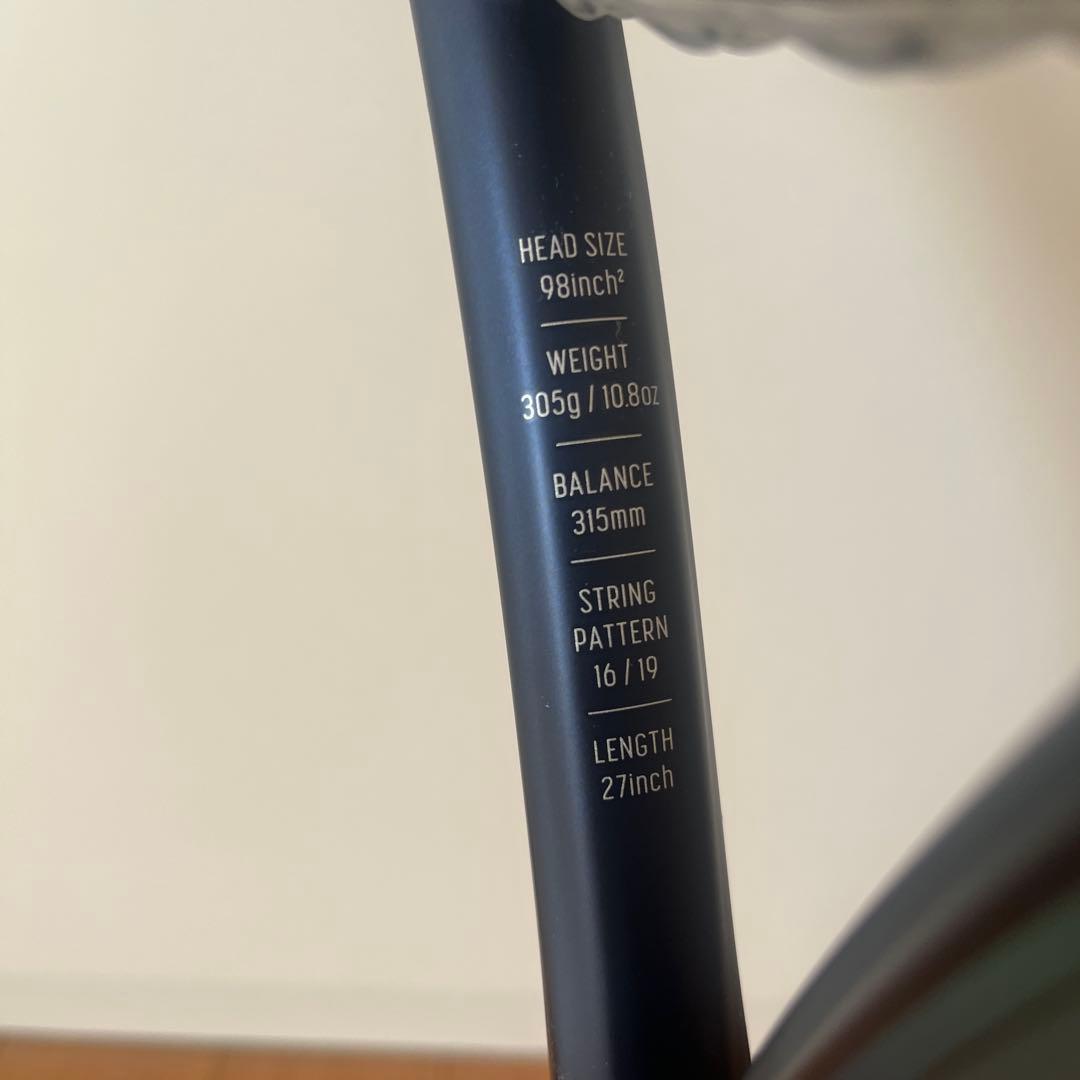 HEAD SIZE
98inch²
WEIGHT
305g / 10.8oz
BALANCE
315mm
STRING
PATTERN
16 / 19
LENGTH
27inch